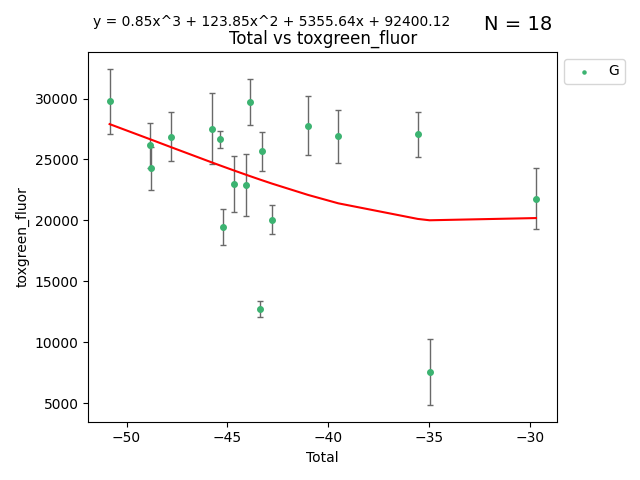 y = 0.85x^3 + 123.85x^2 + 5355.64x + 92400.12
N = 18
Total vs toxgreen_fluor
G
30000
25000
20000
15000
10000
5000
toxgreen_fluor
−50 −45 −40 −35 −30
Total